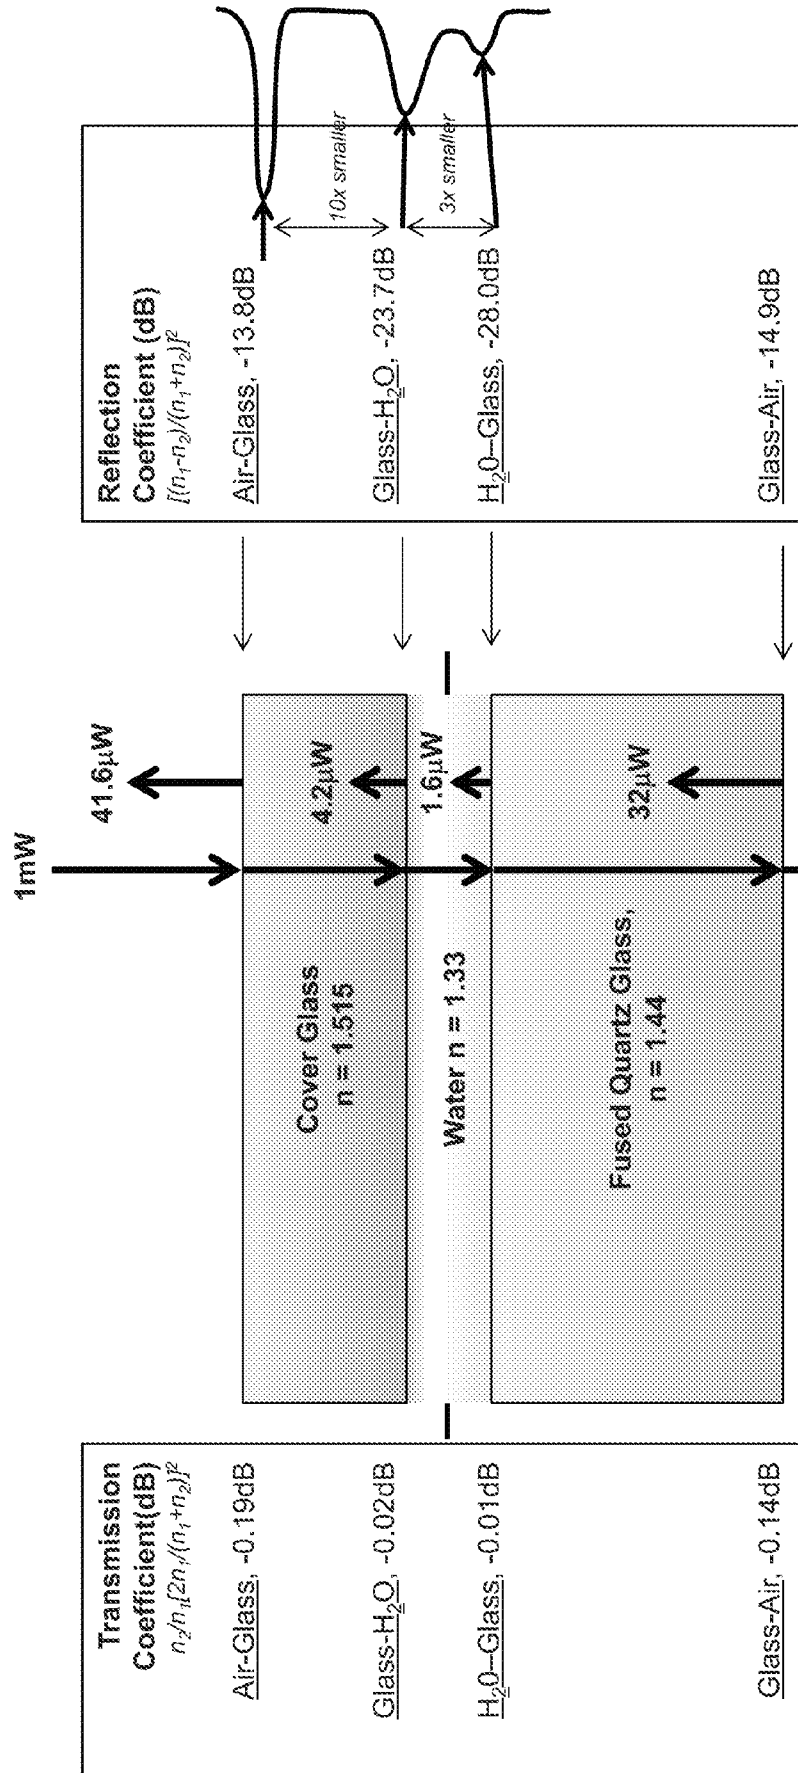 Transmission
Coefficient(dB)
n₂/n₁[2n₁/(n₁+n₂)]²
Air-Glass, -0.19dB
Glass-H₂O, -0.02dB
H₂0–Glass, -0.01dB
Glass-Air, -0.14dB
1mW
41.6µW
Cover Glass
n = 1.515
4.2µW
Water n = 1.33
1.6µW
Fused Quartz Glass,
n = 1.44
32µW
Reflection
Coefficient (dB)
[(n₁-n₂)/(n₁+n₂)]²
Air-Glass, -13.8dB
Glass-H₂O, -23.7dB
H₂0–Glass, -28.0dB
Glass-Air, -14.9dB
10x smaller
3x smaller